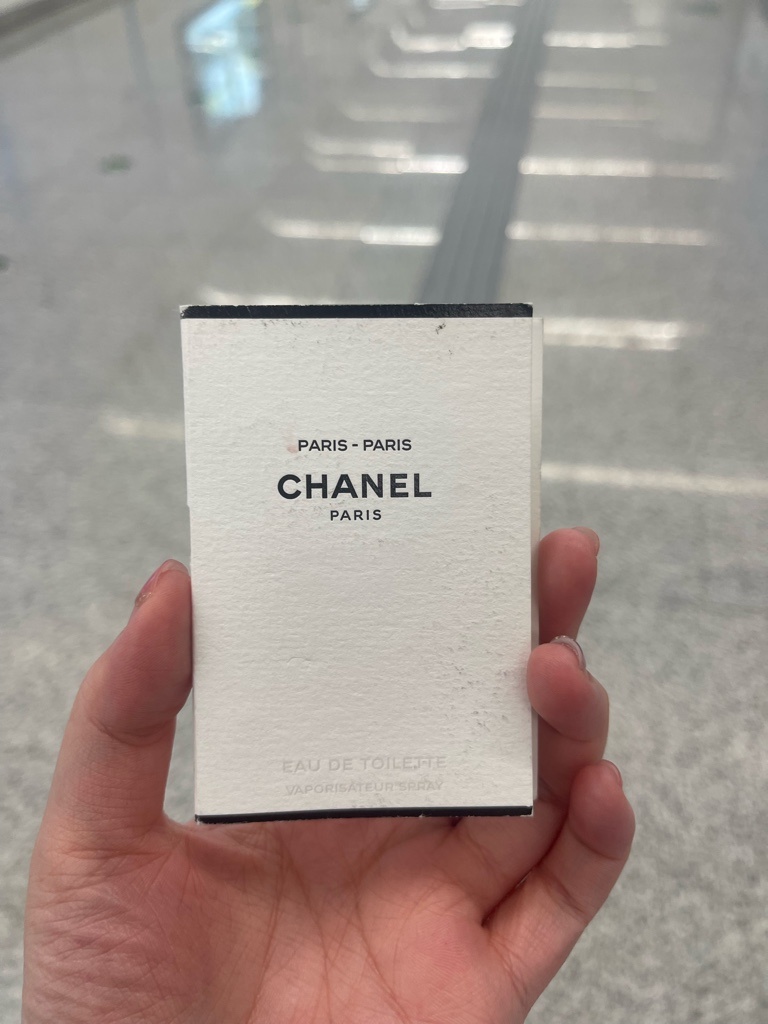 PARIS - PARIS
CHANEL
PARIS
EAU DE TOILETTE
VAPORISATEUR SPRAY